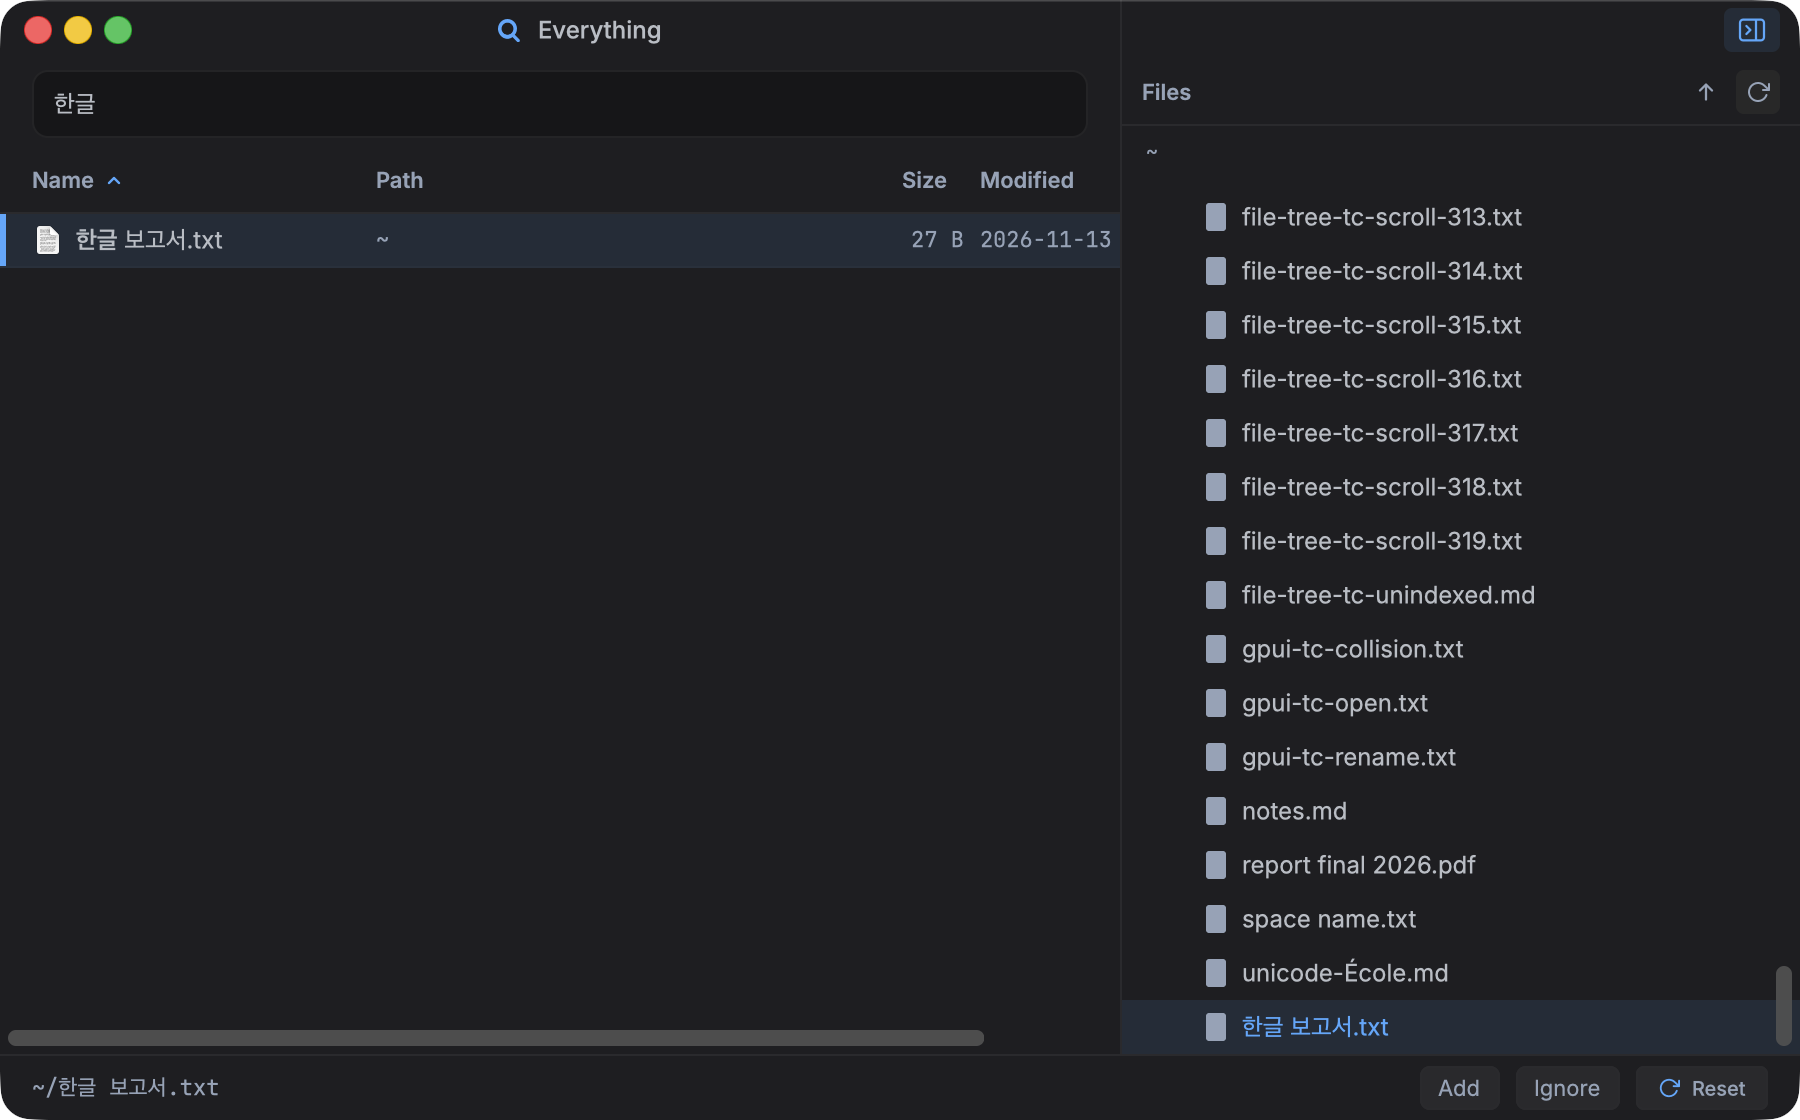 Everything
한글
Name Path Size Modified
한글 보고서.txt ~ 27 B 2026-11-13
Files
~
file-tree-tc-scroll-313.txt
file-tree-tc-scroll-314.txt
file-tree-tc-scroll-315.txt
file-tree-tc-scroll-316.txt
file-tree-tc-scroll-317.txt
file-tree-tc-scroll-318.txt
file-tree-tc-scroll-319.txt
file-tree-tc-unindexed.md
gpui-tc-collision.txt
gpui-tc-open.txt
gpui-tc-rename.txt
notes.md
report final 2026.pdf
space name.txt
unicode-École.md
한글 보고서.txt
~/한글 보고서.txt
Add Ignore Reset